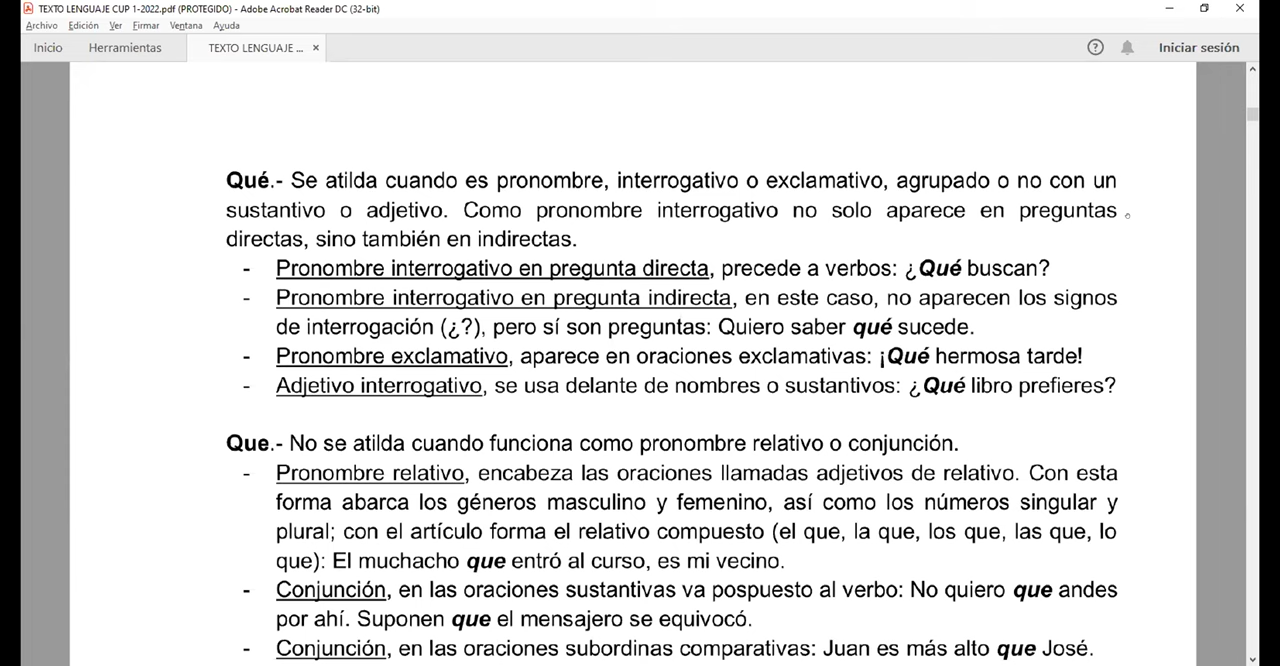 TEXTO LENGUAJE CUP 1-2022.pdf (PROTEGIDO) - Adobe Acrobat Reader DC (32-bit)
Archivo Edición Ver Firmar Ventana Ayuda
Inicio Herramientas TEXTO LENGUAJE ... × ? Iniciar sesión
Qué.- Se atilda cuando es pronombre, interrogativo o exclamativo, agrupado o no con un
sustantivo o adjetivo. Como pronombre interrogativo no solo aparece en preguntas
directas, sino también en indirectas.
- Pronombre interrogativo en pregunta directa, precede a verbos: ¿Qué buscan?
- Pronombre interrogativo en pregunta indirecta, en este caso, no aparecen los signos
de interrogación (¿?), pero sí son preguntas: Quiero saber qué sucede.
- Pronombre exclamativo, aparece en oraciones exclamativas: ¡Qué hermosa tarde!
- Adjetivo interrogativo, se usa delante de nombres o sustantivos: ¿Qué libro prefieres?
Que.- No se atilda cuando funciona como pronombre relativo o conjunción.
- Pronombre relativo, encabeza las oraciones llamadas adjetivos de relativo. Con esta
forma abarca los géneros masculino y femenino, así como los números singular y
plural; con el artículo forma el relativo compuesto (el que, la que, los que, las que, lo
que): El muchacho que entró al curso, es mi vecino.
- Conjunción, en las oraciones sustantivas va pospuesto al verbo: No quiero que andes
por ahí. Suponen que el mensajero se equivocó.
- Conjunción, en las oraciones subordinas comparativas: Juan es más alto que José.